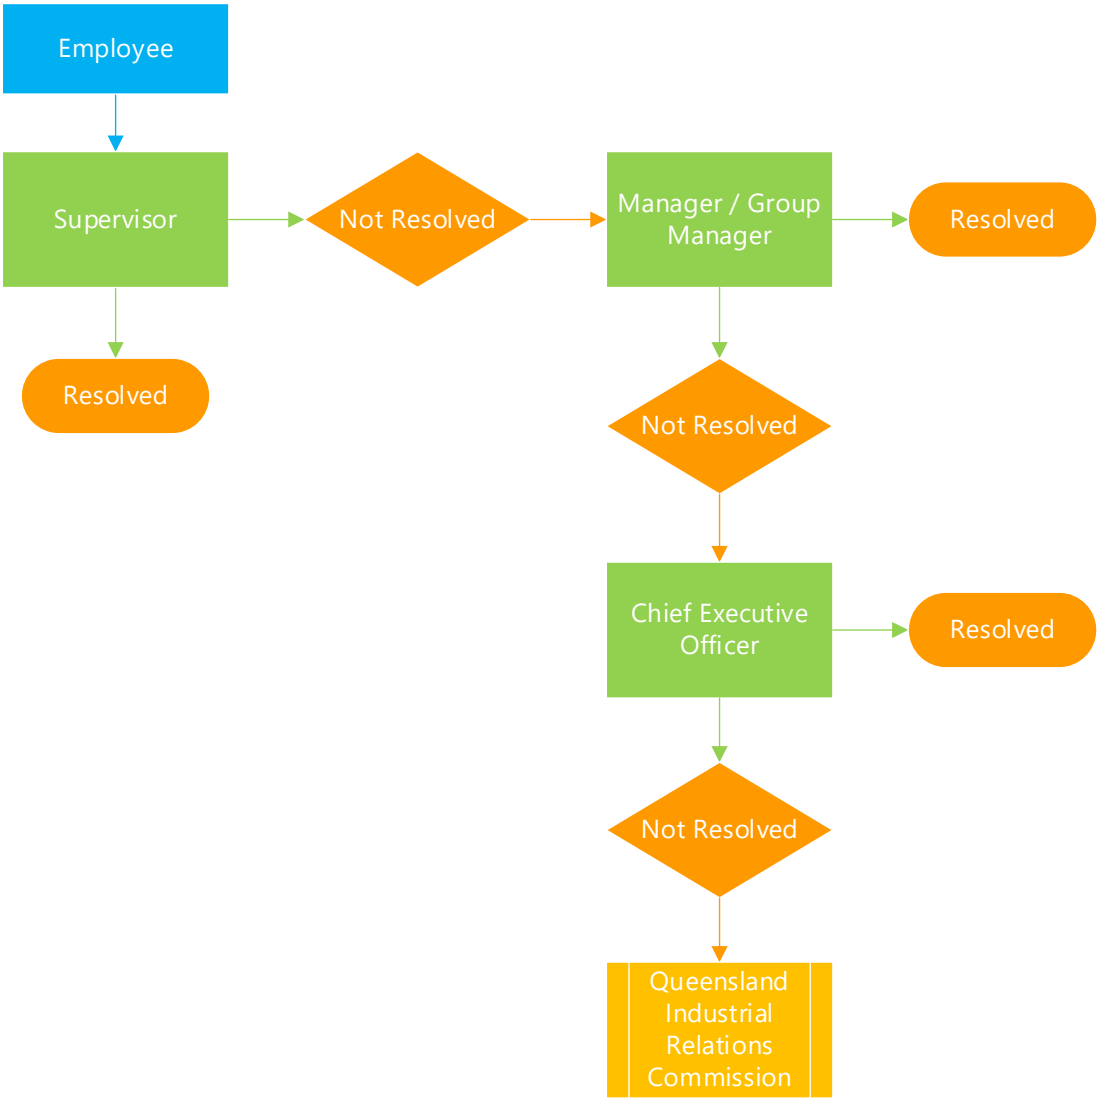 Employee
Supervisor
Not Resolved
Manager / Group
Manager
Resolved
Resolved
Not Resolved
Chief Executive
Officer
Resolved
Not Resolved
Queensland
Industrial
Relations
Commission